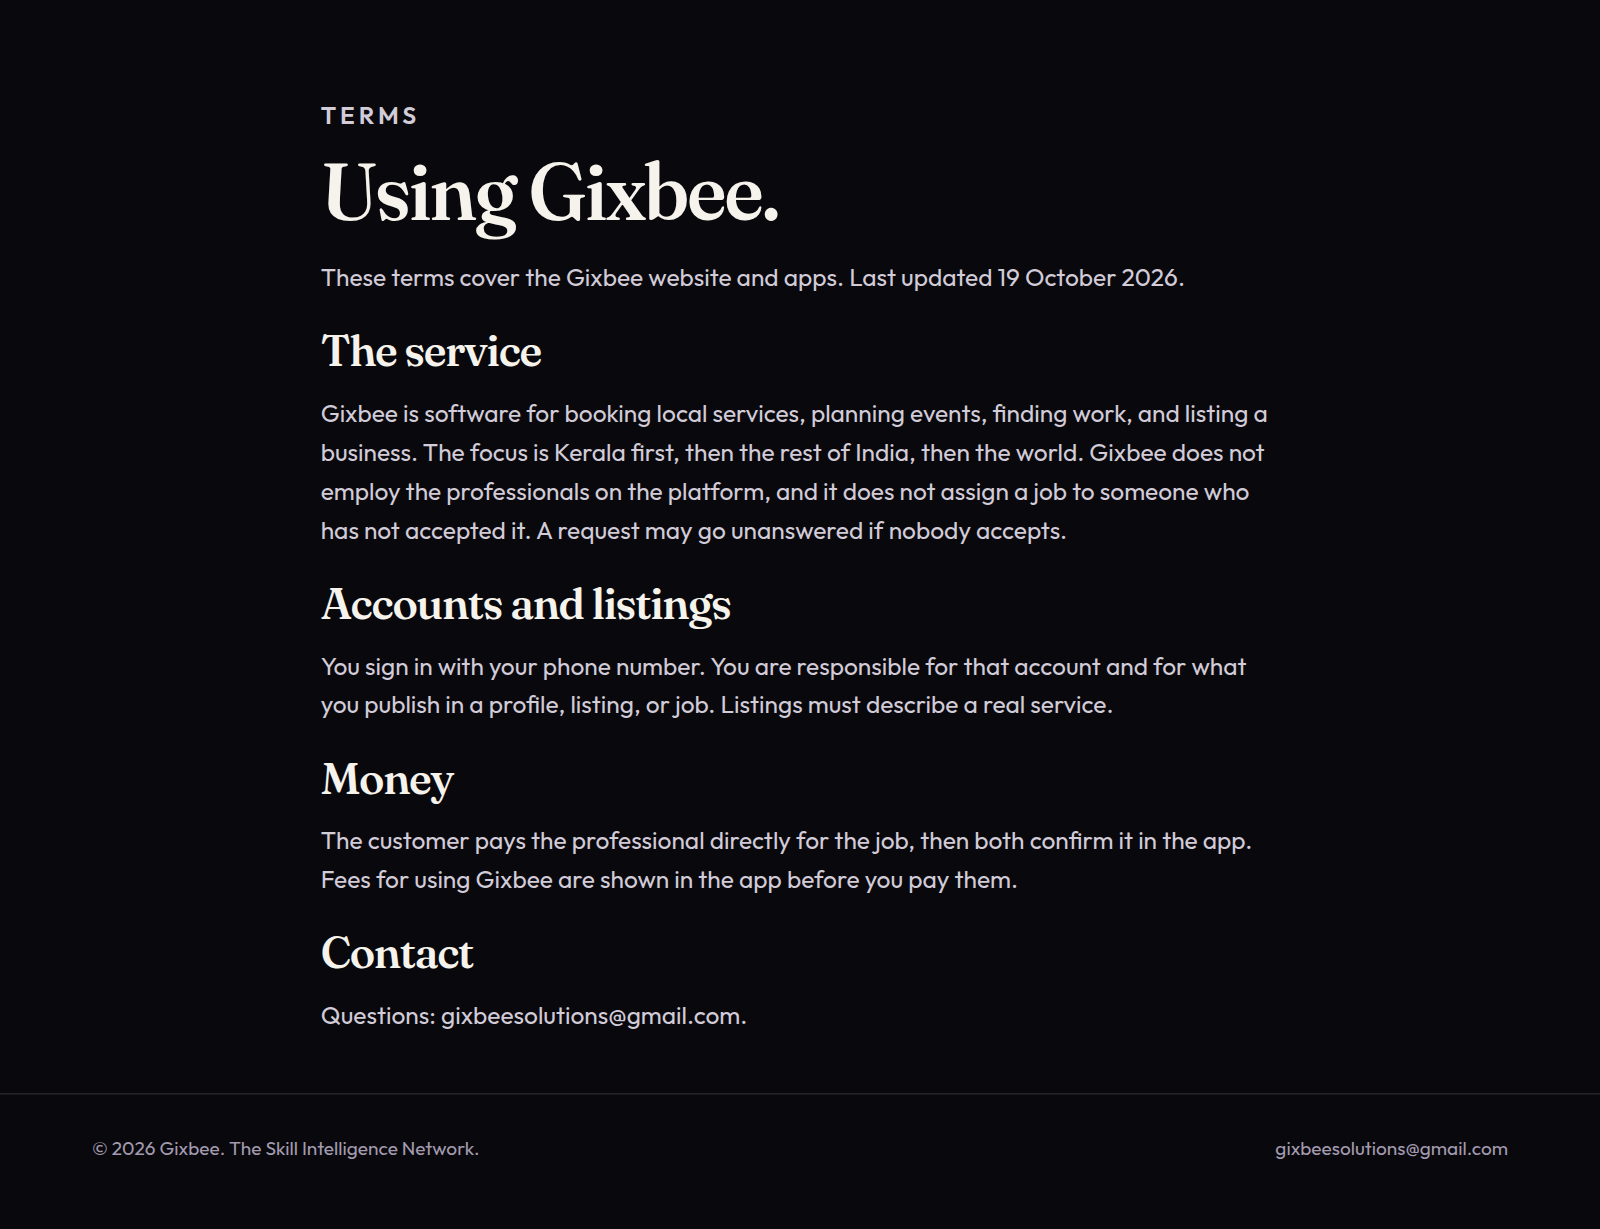 TERMS
Using Gixbee.
These terms cover the Gixbee website and apps. Last updated 19 October 2026.
The service
Gixbee is software for booking local services, planning events, finding work, and listing a
business. The focus is Kerala first, then the rest of India, then the world. Gixbee does not
employ the professionals on the platform, and it does not assign a job to someone who
has not accepted it. A request may go unanswered if nobody accepts.
Accounts and listings
You sign in with your phone number. You are responsible for that account and for what
you publish in a profile, listing, or job. Listings must describe a real service.
Money
The customer pays the professional directly for the job, then both confirm it in the app.
Fees for using Gixbee are shown in the app before you pay them.
Contact
Questions: gixbeesolutions@gmail.com.
© 2026 Gixbee. The Skill Intelligence Network.
gixbeesolutions@gmail.com